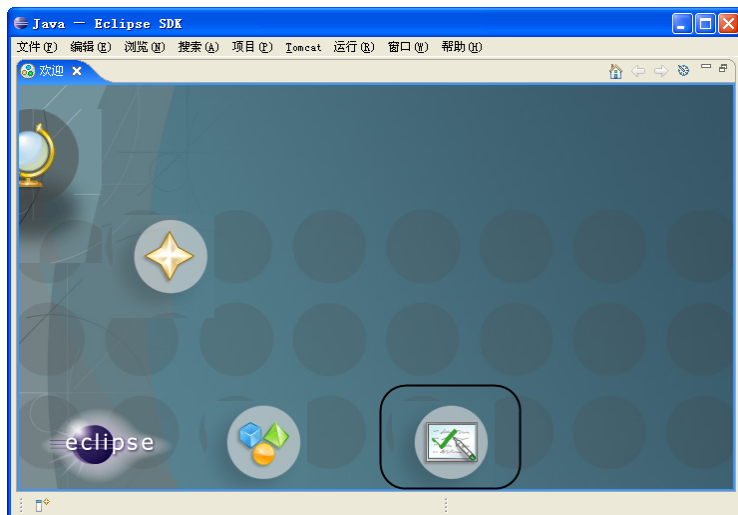 Java — Eclipse SDK
文件(F) 编辑(E) 浏览(N) 搜索(A) 项目(P) Tomcat 运行(R) 窗口(W) 帮助(H)
欢迎
eclipse